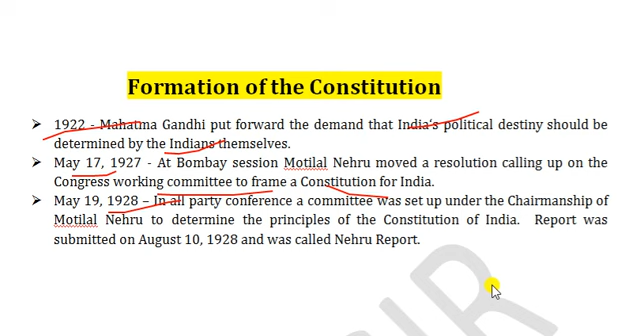 Formation of the Constitution
➢ 1922 - Mahatma Gandhi put forward the demand that India's political destiny should be
determined by the Indians themselves.
➢ May 17, 1927 - At Bombay session Motilal Nehru moved a resolution calling up on the
Congress working committee to frame a Constitution for India.
➢ May 19, 1928 – In all party conference a committee was set up under the Chairmanship of
Motilal Nehru to determine the principles of the Constitution of India. Report was
submitted on August 10, 1928 and was called Nehru Report.